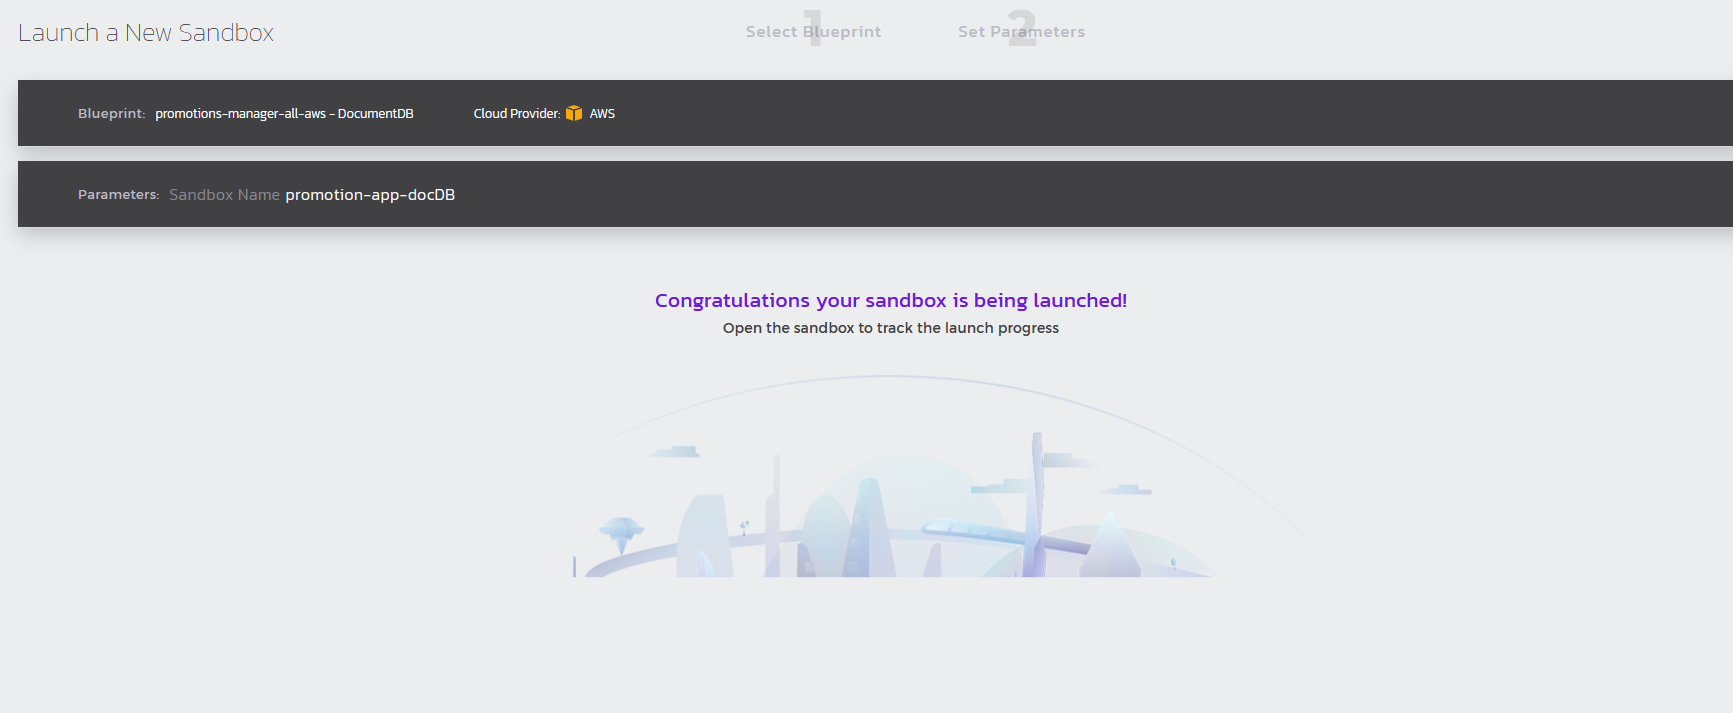 Launch a New Sandbox
1
Select Blueprint
2
Set Parameters
Blueprint: promotions-manager-all-aws - DocumentDB Cloud Provider: AWS
Parameters: Sandbox Name promotion-app-docDB
Congratulations your sandbox is being launched!
Open the sandbox to track the launch progress